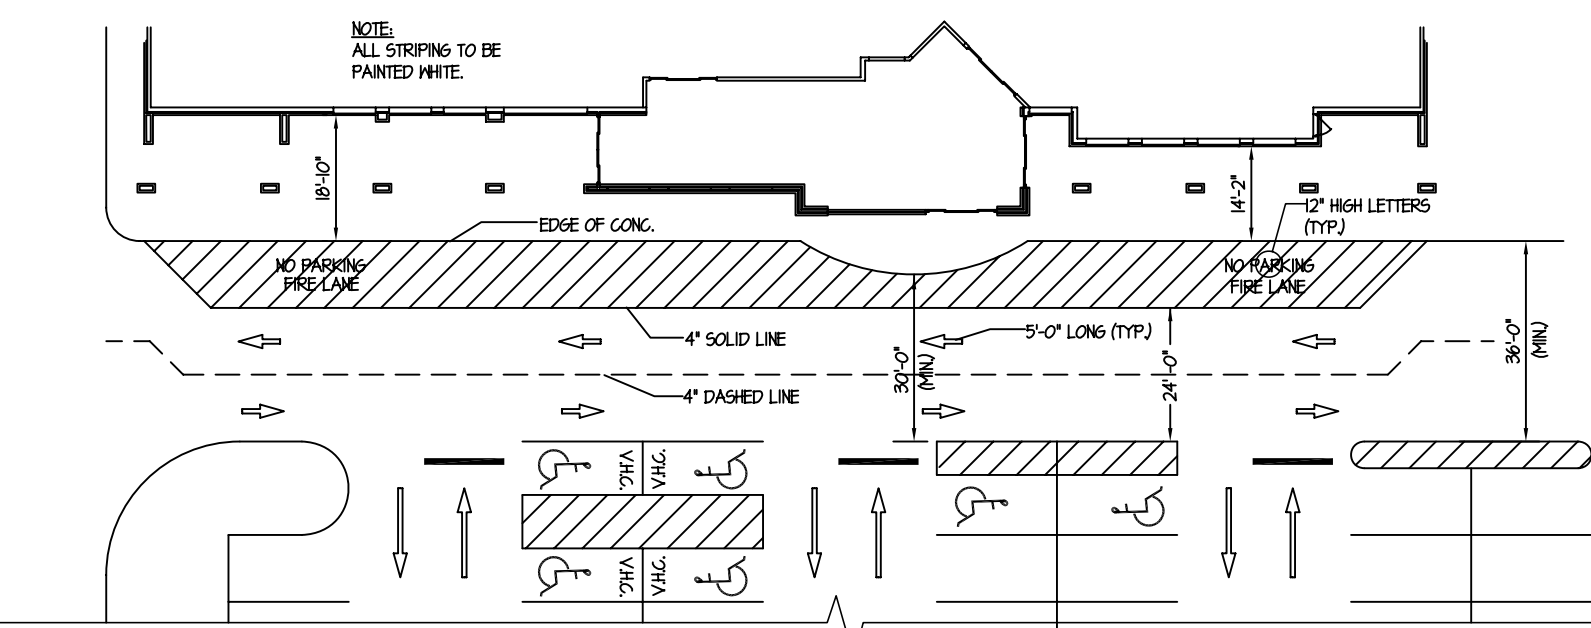 NOTE:
ALL STRIPING TO BE
PAINTED WHITE.
18'-10"
14'-2"
12" HIGH LETTERS
(TYP.)
EDGE OF CONC.
NO PARKING
FIRE LANE
NO PARKING
FIRE LANE
4" SOLID LINE
5'-0" LONG (TYP.)
30'-0"
(MIN.)
24'-0"
36'-0"
(MIN.)
4" DASHED LINE
V.H.C.
V.H.C.
V.H.C.
V.H.C.